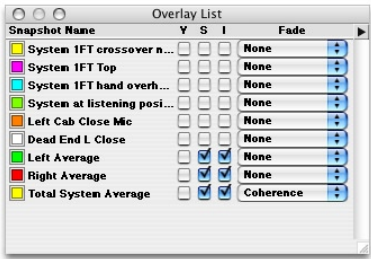 Overlay List
Snapshot Name Y S I Fade
System 1FT crossover n... None
System 1FT Top None
System 1FT hand overh... None
System at listening posi... None
Left Cab Close Mic None
Dead End L Close None
Left Average None
Right Average None
Total System Average Coherence